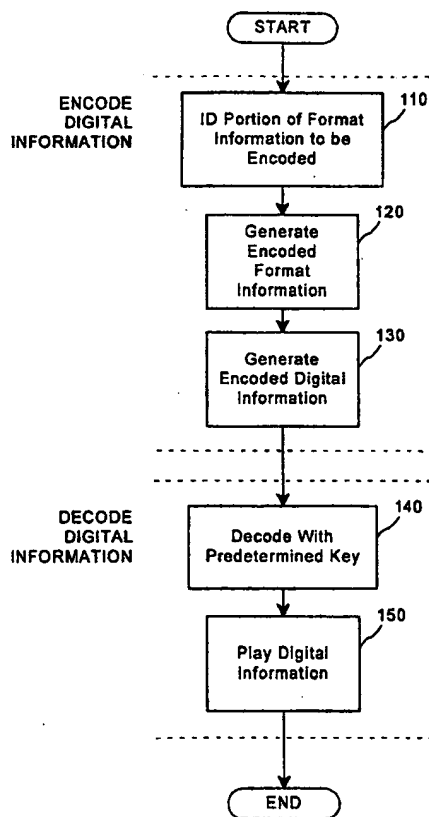 START
ENCODE
DIGITAL
INFORMATION
110
ID Portion of Format
Information to be
Encoded
120
Generate
Encoded
Format
Information
130
Generate
Encoded Digital
Information
DECODE
DIGITAL
INFORMATION
140
Decode With
Predetermined Key
150
Play Digital
Information
END